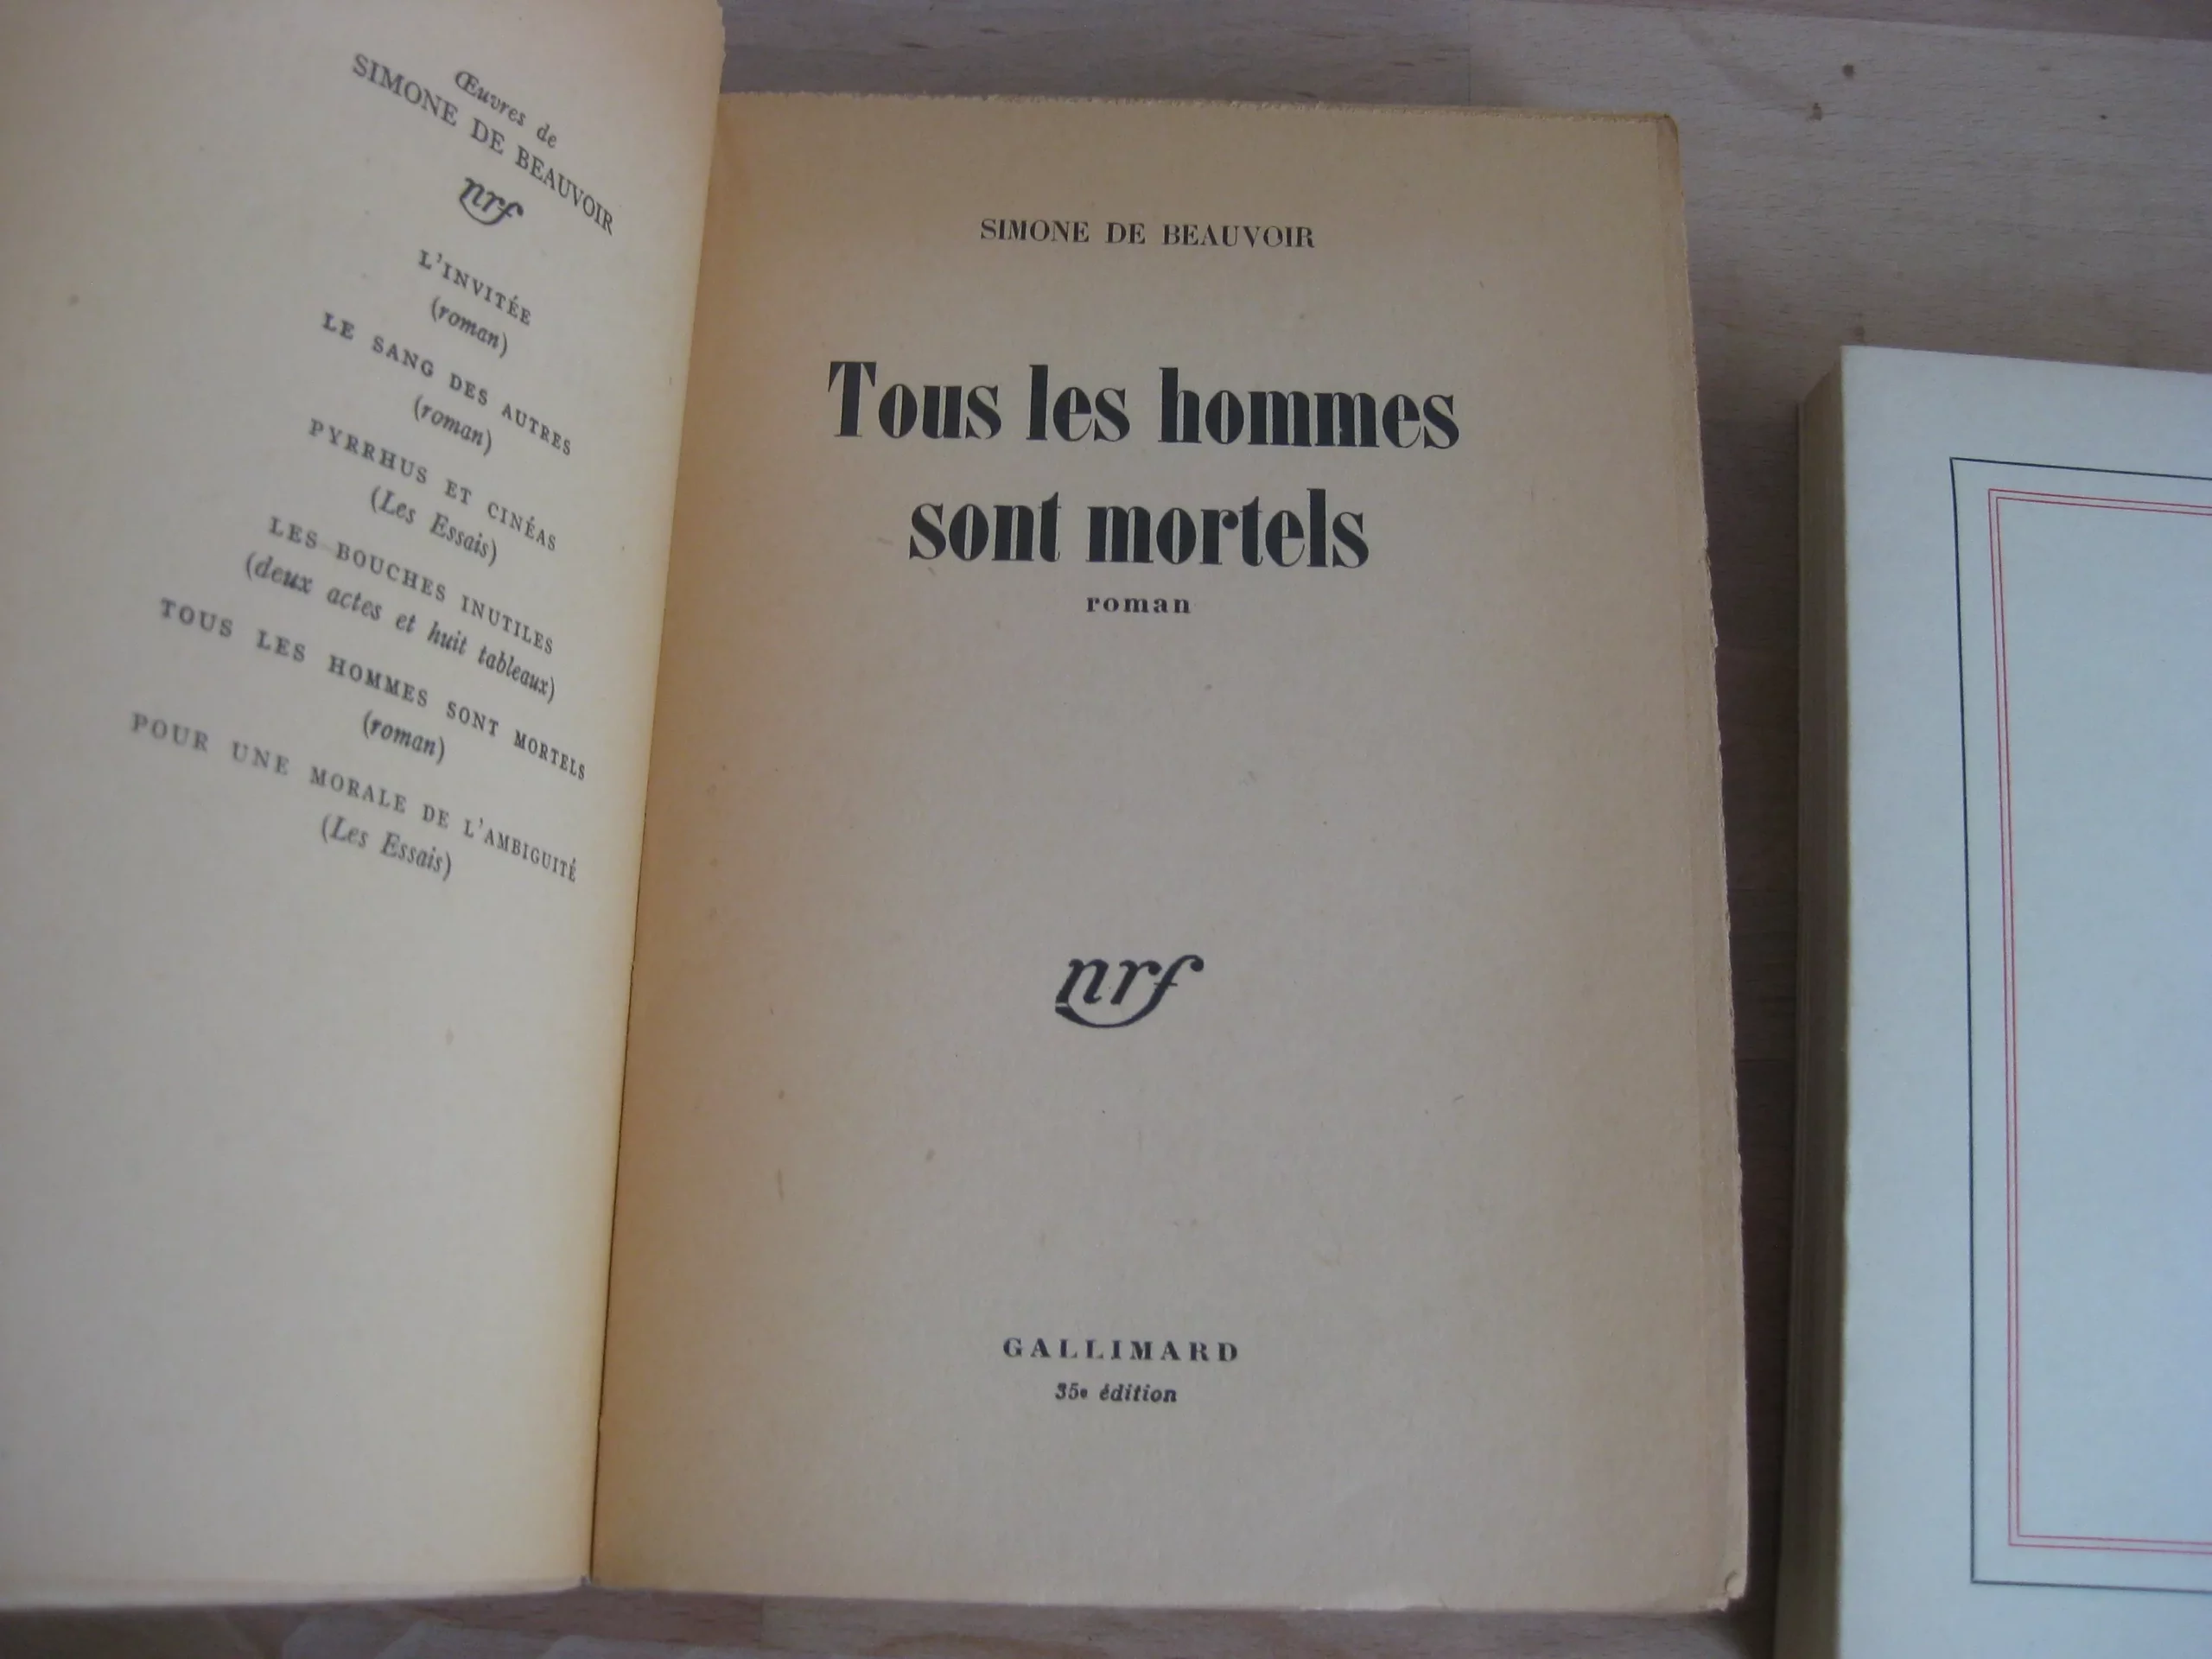 Œuvres de
SIMONE DE BEAUVOIR
nrf
L'INVITÉE
(roman)
LE SANG DES AUTRES
(roman)
PYRRHUS ET CINÉAS
(Les Essais)
LES BOUCHES INUTILES
(deux actes et huit tableaux)
TOUS LES HOMMES SONT MORTELS
(roman)
POUR UNE MORALE DE L'AMBIGUITÉ
(Les Essais)
SIMONE DE BEAUVOIR
Tous les hommes
sont mortels
roman
nrf
GALLIMARD
35e édition